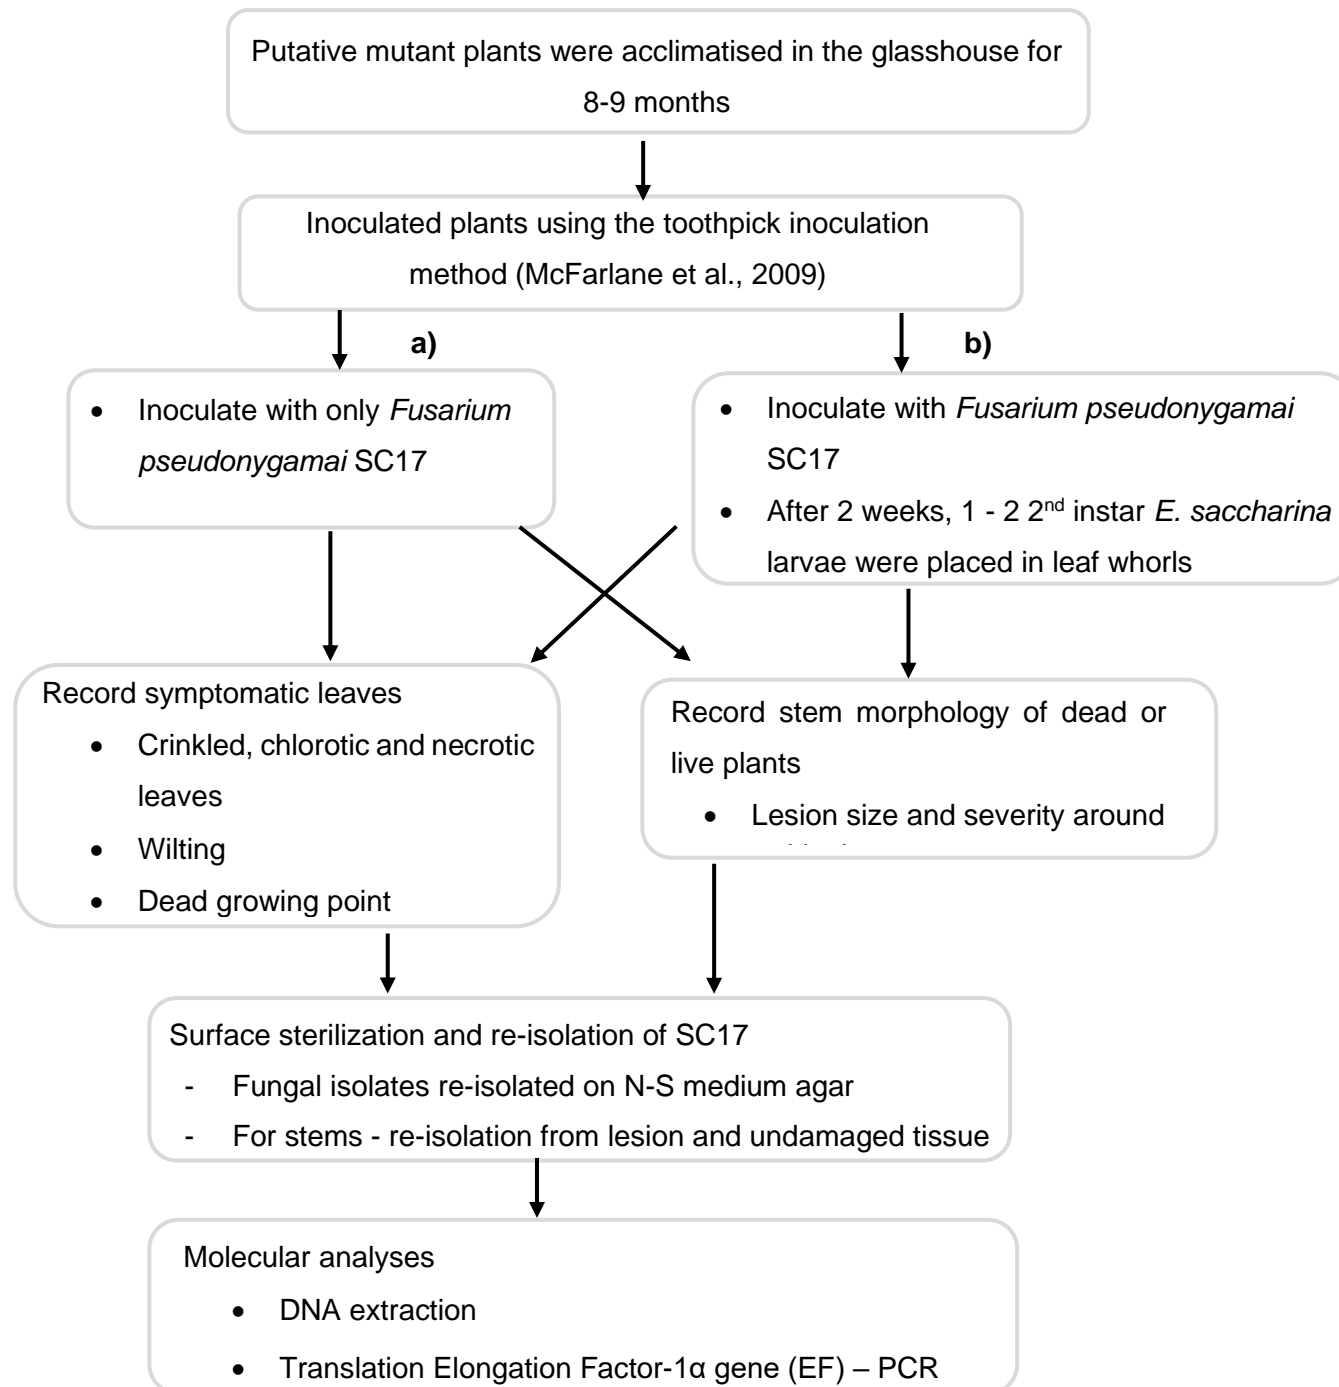 Putative mutant plants were acclimatised in the glasshouse for
8-9 months
Inoculated plants using the toothpick inoculation
method (McFarlane et al., 2009)
a)
b)
• Inoculate with only Fusarium
pseudonygamai SC17
• Inoculate with Fusarium pseudonygamai
SC17
• After 2 weeks, 1 - 2 2nd instar E. saccharina
larvae were placed in leaf whorls
Record symptomatic leaves
• Crinkled, chlorotic and necrotic
leaves
• Wilting
• Dead growing point
Record stem morphology of dead or
live plants
• Lesion size and severity around
Surface sterilization and re-isolation of SC17
- Fungal isolates re-isolated on N-S medium agar
- For stems - re-isolation from lesion and undamaged tissue
Molecular analyses
• DNA extraction
• Translation Elongation Factor-1α gene (EF) – PCR